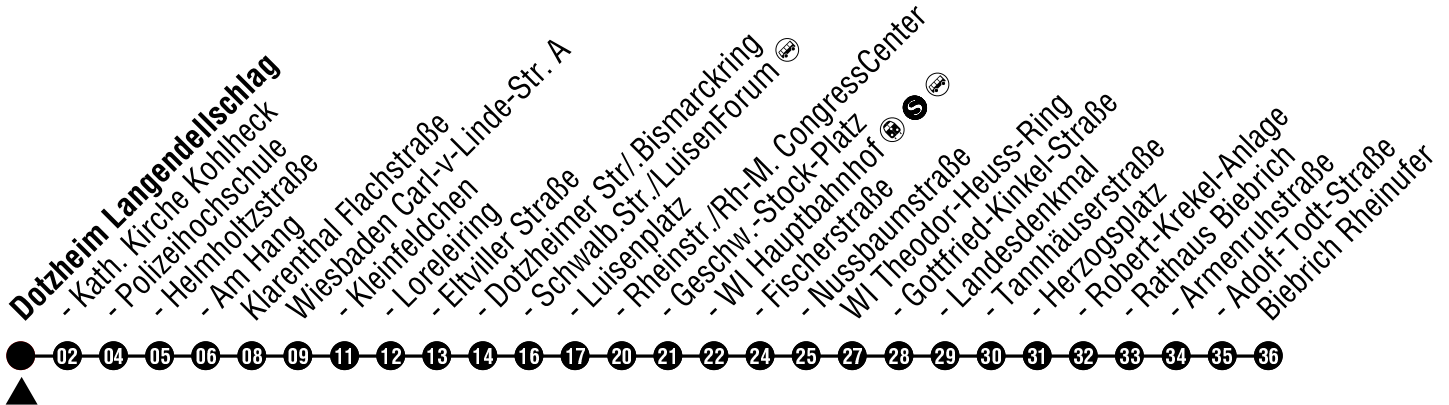 Dotzheim Langendellschlag
- Kath. Kirche Kohlheck
- Polizeihochschule
- Helmholtzstraße
- Am Hang
Klarenthal Flachstraße
Wiesbaden Carl-v-Linde-Str. A
- Kleinfeldchen
- Loreleiring
- Eltviller Straße
- Dotzheimer Str/.Bismarckring
- Schwalb.Str./LuisenForum
- Luisenplatz
- Rheinstr./Rh-M. CongressCenter
- Geschw.-Stock-Platz
- WI Hauptbahnhof S
- Fischerstraße
- Nussbaumstraße
WI Theodor-Heuss-Ring
- Gottfried-Kinkel-Straße
- Landesdenkmal
- Tannhäuserstraße
- Herzogsplatz
- Robert-Krekel-Anlage
- Rathaus Biebrich
- Armenruhstraße
- Adolf-Todt-Straße
Biebrich Rheinufer
02 04 05 06 08 09 11 12 13 14 16 17 20 21 22 24 25 27 28 29 30 31 32 33 34 35 36